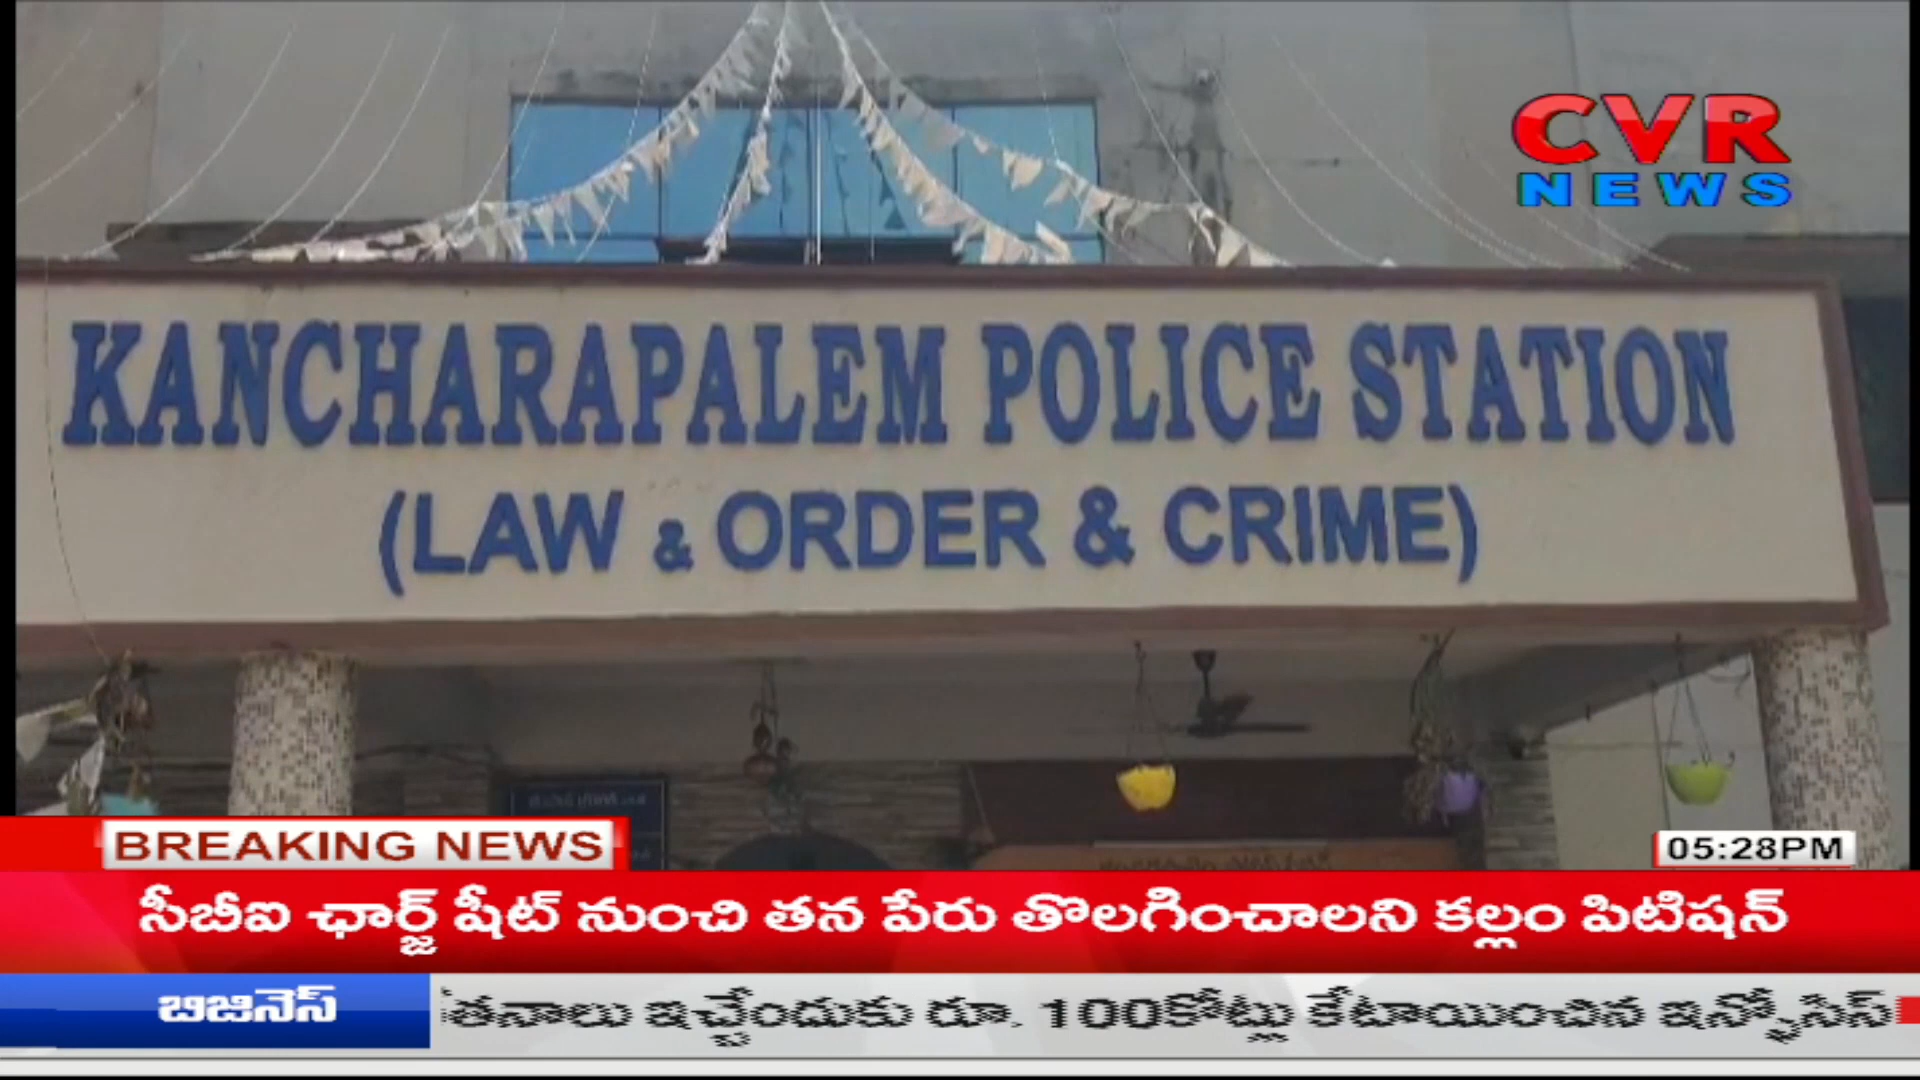 CVR
NEWS
KANCHARAPALEM POLICE STATION
(LAW & ORDER & CRIME)
BREAKING NEWS
05:28PM
సీబీఐ ఛార్జ్ షీట్ నుంచి తన పేరు తొలగించాలని కల్లం పిటిషన్
బిజినెస్
తనాలు ఇచ్చేందుకు రూ. 100కోట్లు కేటాయించిన ఇన్ఫోసిస్